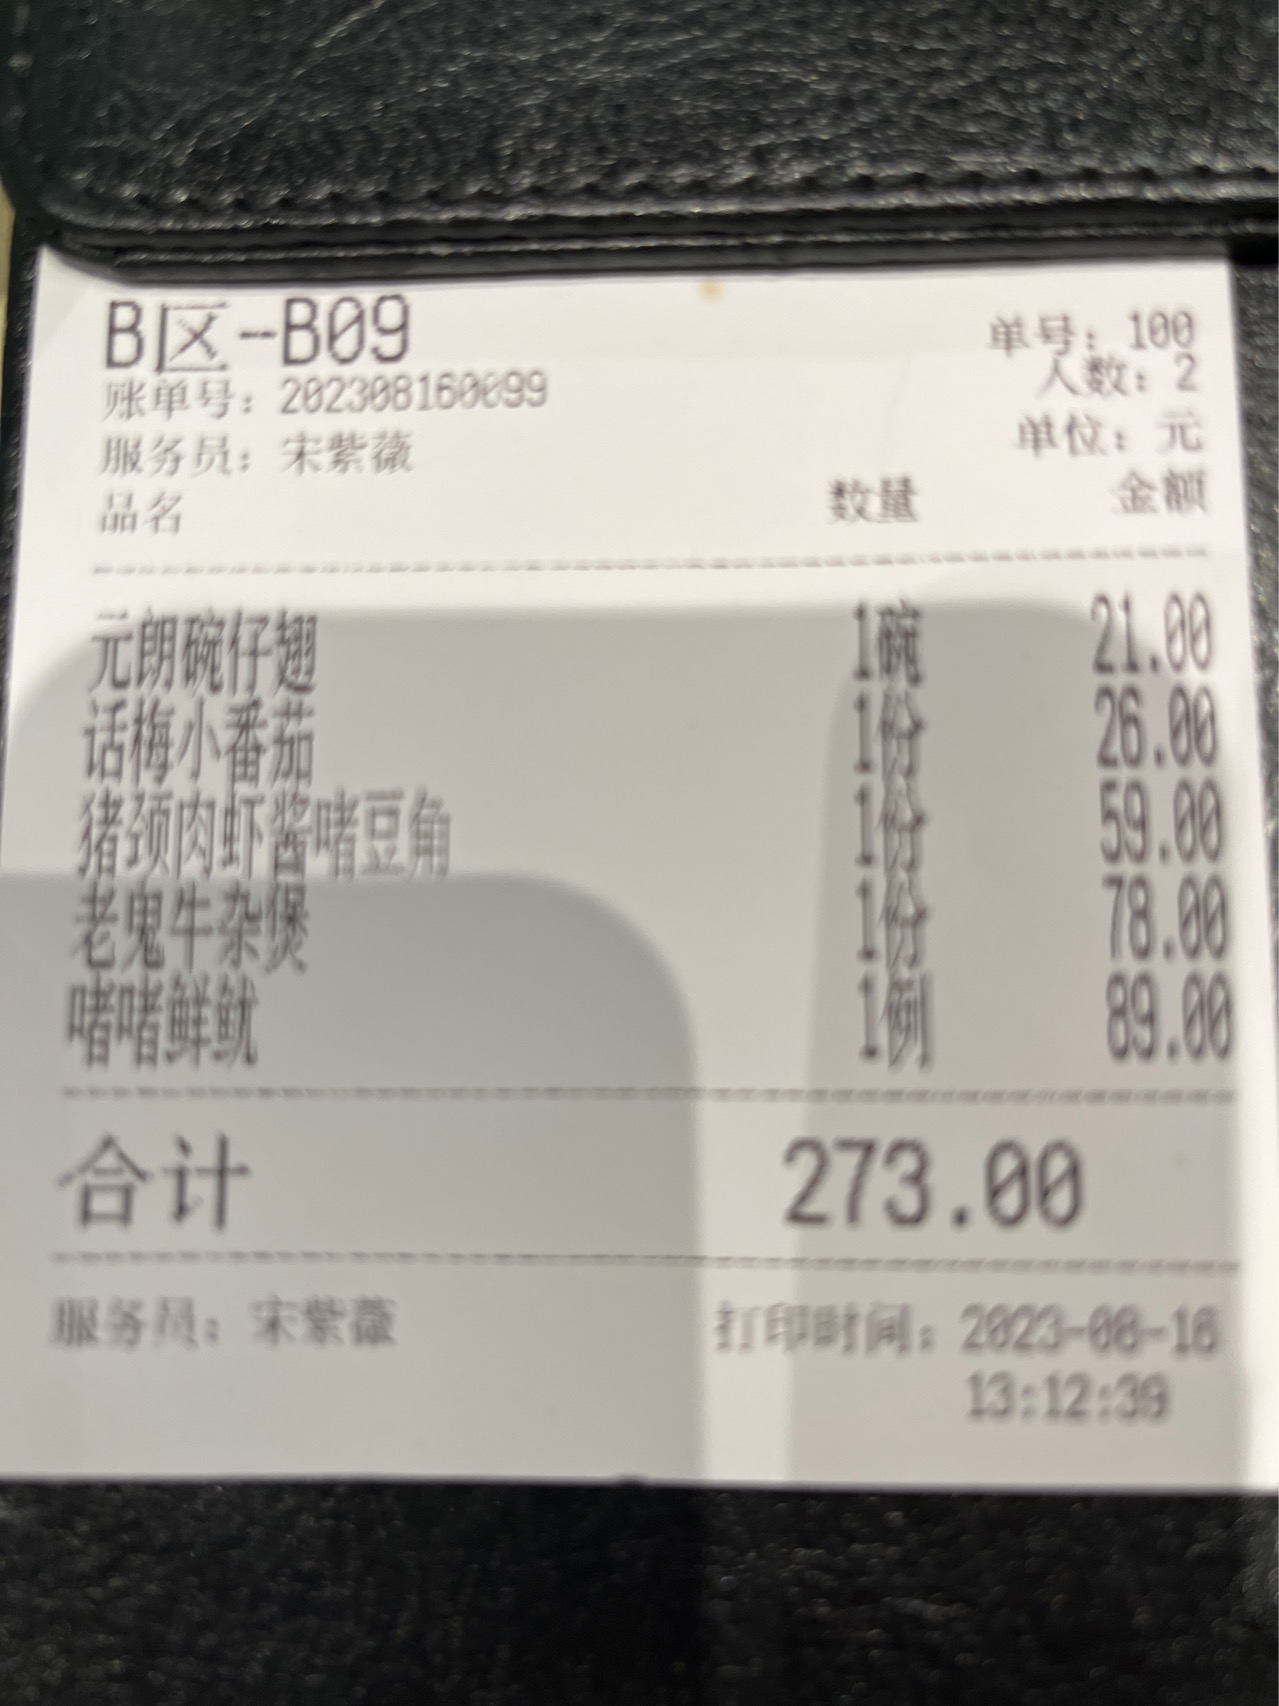 B区-B09
单号: 100
人数: 2
账单号: 202308160099
服务员: 宋紫薇
单位: 元
品名 数量 金额
元朗碗仔翅 1碗 21.00
话梅小番茄 1份 26.00
猪颈肉虾酱啫豆角 1份 59.00
老鬼牛杂煲 1份 78.00
啫啫鲜鱿 1例 89.00
合计 273.00
服务员: 宋紫薇 打印时间: 2023-08-16
13:12:39